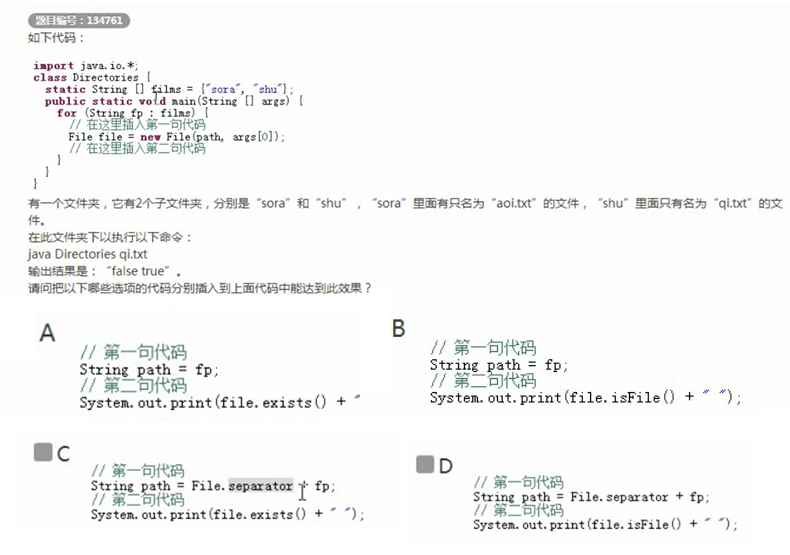 题目编号：134761
如下代码：
import java.io.*;
class Directories {
static String [] films = {"sora", "shu"};
public static void main(String [] args) {
for (String fp : films) {
// 在这里插入第一句代码
File file = new File(path, args[0]);
// 在这里插入第二句代码
}
}
}
有一个文件夹，它有2个子文件夹，分别是“sora”和“shu”，“sora”里面有只名为“aoi.txt”的文件，“shu”里面只有名为“qi.txt”的文
件。
在此文件夹下以执行以下命令：
java Directories qi.txt
输出结果是：“false true”。
请问把以下哪些选项的代码分别插入到上面代码中能达到此效果？
A
// 第一句代码
String path = fp;
// 第二句代码
System.out.print(file.exists() + "
B
// 第一句代码
String path = fp;
// 第二句代码
System.out.print(file.isFile() + " ");
C
// 第一句代码
String path = File.separator + fp;
// 第二句代码
System.out.print(file.exists() + " ");
D
// 第一句代码
String path = File.separator + fp;
// 第二句代码
System.out.print(file.isFile() + " ");